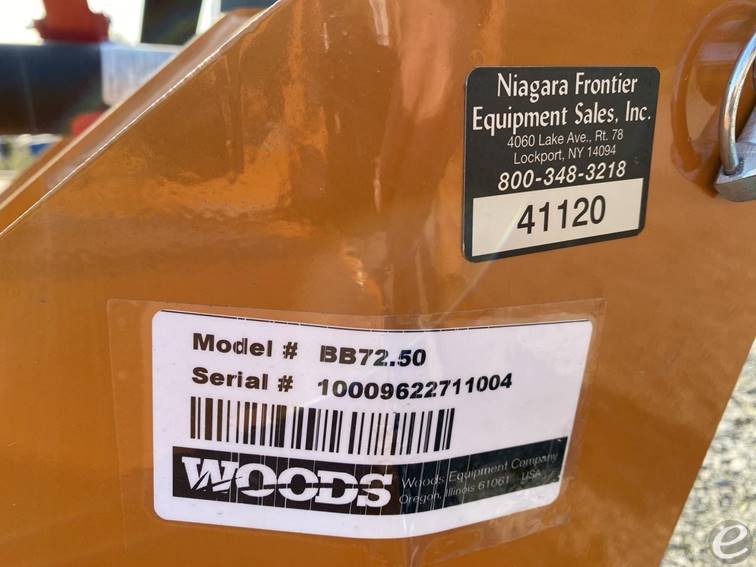 Niagara Frontier
Equipment Sales, Inc.
4060 Lake Ave., Rt. 78
Lockport, NY 14094
800-348-3218
41120
Model # BB72.50
Serial # 10009622711004
WOODS
Woods Equipment Company
Oregon, Illinois 61061 USA
e